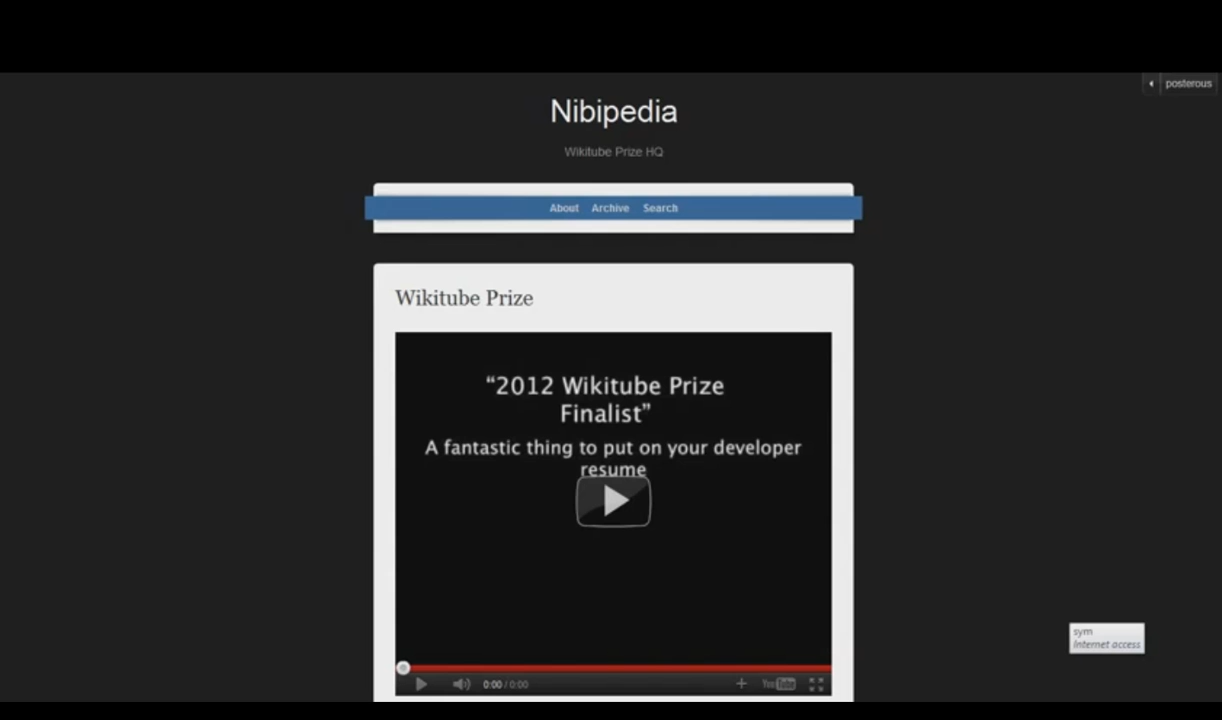 posterous
Nibipedia
Wikitube Prize HQ
About Archive Search
Wikitube Prize
“2012 Wikitube Prize
Finalist”
A fantastic thing to put on your developer
resume
sym
Internet access
0:00 / 0:00
YouTube